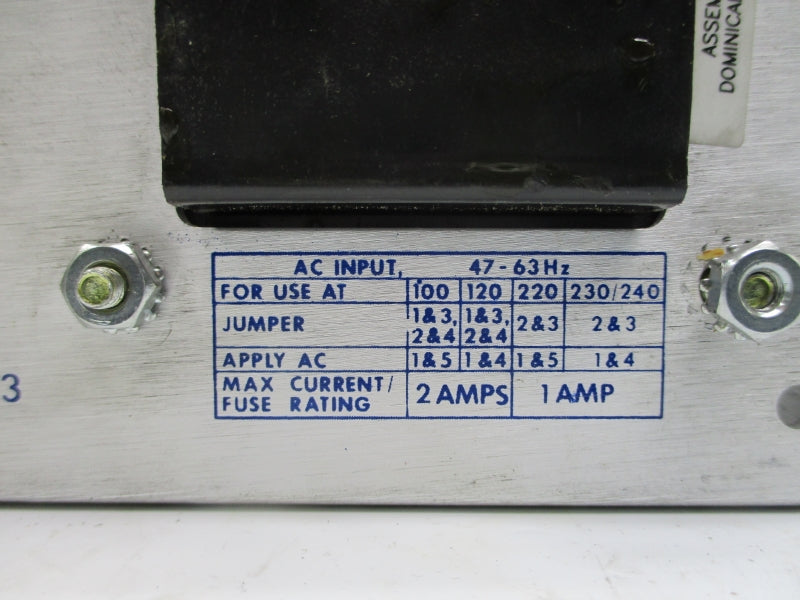 ASSEM
DOMINICA
AC INPUT, 47-63Hz
FOR USE AT 100 120 220 230/240
JUMPER 1&3, 2&4 1&3, 2&4 2&3 2&3
APPLY AC 1&5 1&4 1&5 1&4
MAX CURRENT/
FUSE RATING 2 AMPS 1 AMP
3